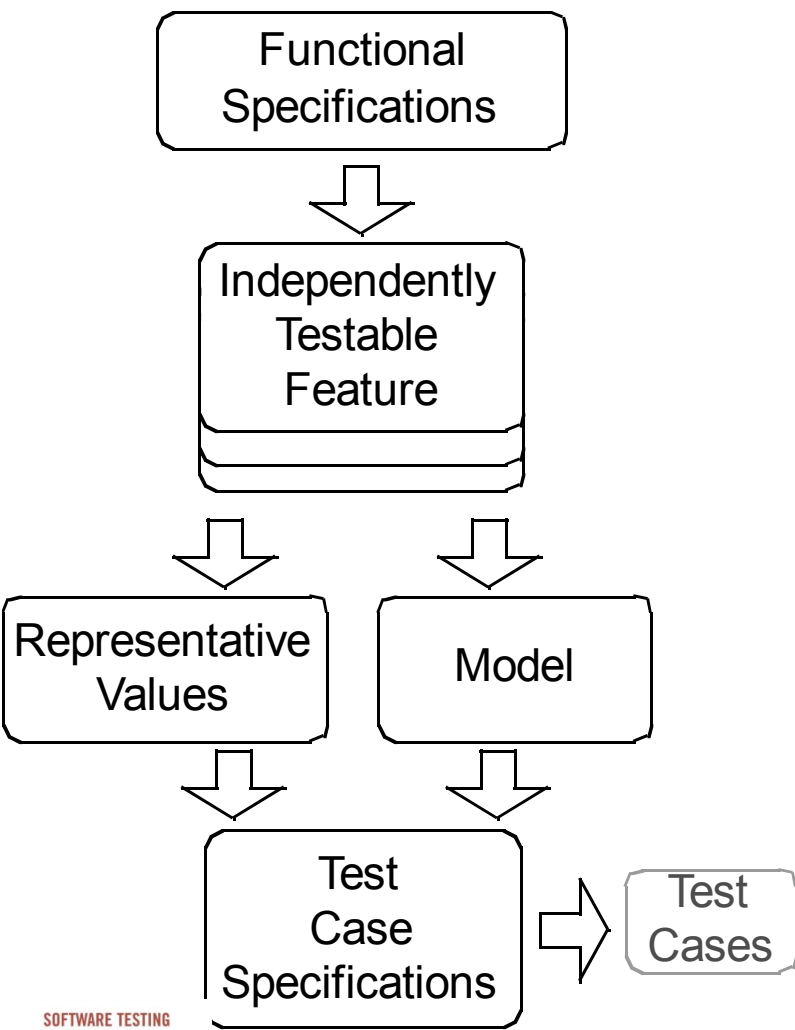 Functional
Specifications
Independently
Testable
Feature
Representative
Values
Model
Test
Case
Specifications
Test
Cases
SOFTWARE TESTING